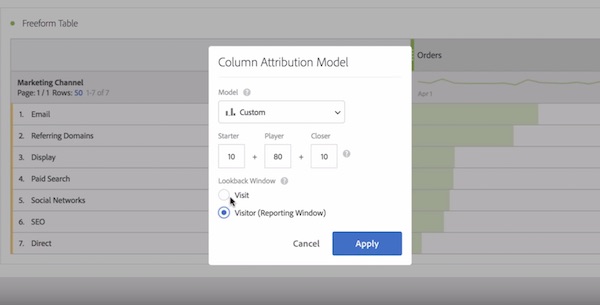 Freeform Table
Orders
Apr 1
Marketing Channel
Page: 1 / 1 Rows: 50 1-7 of 7
1. Email
2. Referring Domains
3. Display
4. Paid Search
5. Social Networks
6. SEO
7. Direct
Column Attribution Model
Model ?
Custom
Starter Player Closer
10 + 80 + 10 ?
Lookback Window ?
Visit
Visitor (Reporting Window)
Cancel Apply